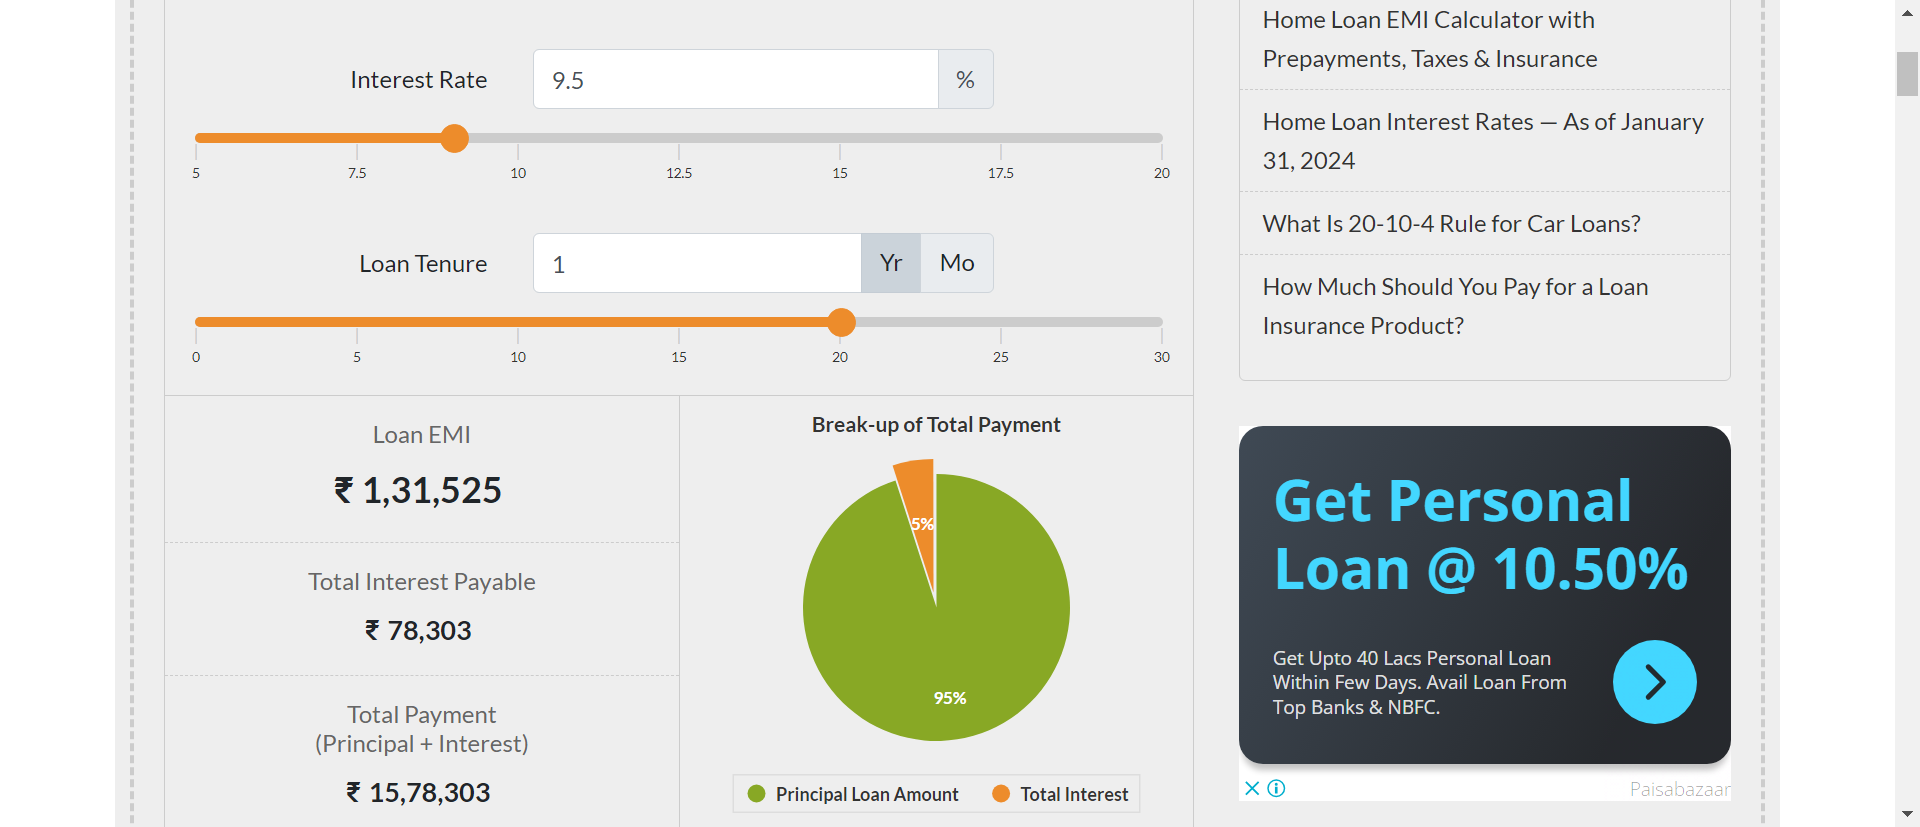 Interest Rate
9.5
%
5 7.5 10 12.5 15 17.5 20
Loan Tenure
1
Yr
Mo
0 5 10 15 20 25 30
Loan EMI
₹ 1,31,525
Total Interest Payable
₹ 78,303
Total Payment
(Principal + Interest)
₹ 15,78,303
Break-up of Total Payment
5%
95%
Principal Loan Amount
Total Interest
Home Loan EMI Calculator with
Prepayments, Taxes & Insurance
Home Loan Interest Rates — As of January
31, 2024
What Is 20-10-4 Rule for Car Loans?
How Much Should You Pay for a Loan
Insurance Product?
Get Personal
Loan @ 10.50%
Get Upto 40 Lacs Personal Loan
Within Few Days. Avail Loan From
Top Banks & NBFC.
Paisabazaar